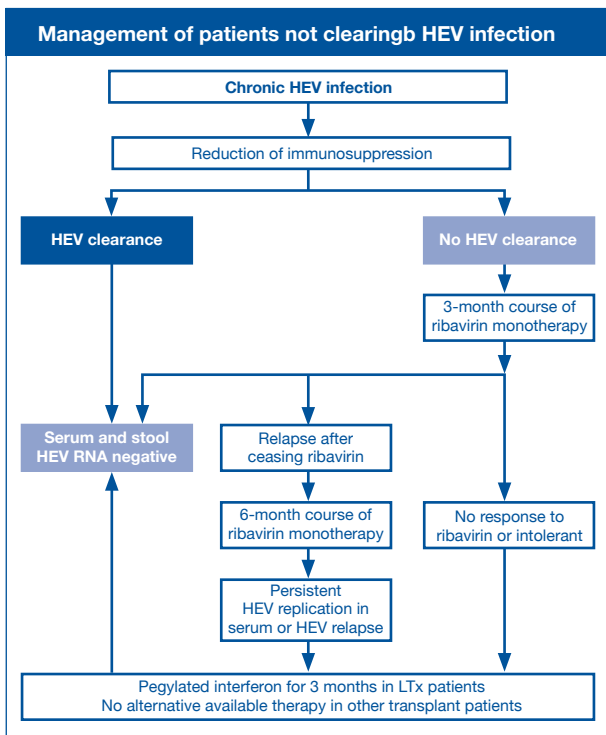 Management of patients not clearingb HEV infection
Chronic HEV infection
Reduction of immunosuppression
HEV clearance
No HEV clearance
3-month course of
ribavirin monotherapy
Serum and stool
HEV RNA negative
Relapse after
ceasing ribavirin
6-month course of
ribavirin monotherapy
No response to
ribavirin or intolerant
Persistent
HEV replication in
serum or HEV relapse
Pegylated interferon for 3 months in LTx patients
No alternative available therapy in other transplant patients